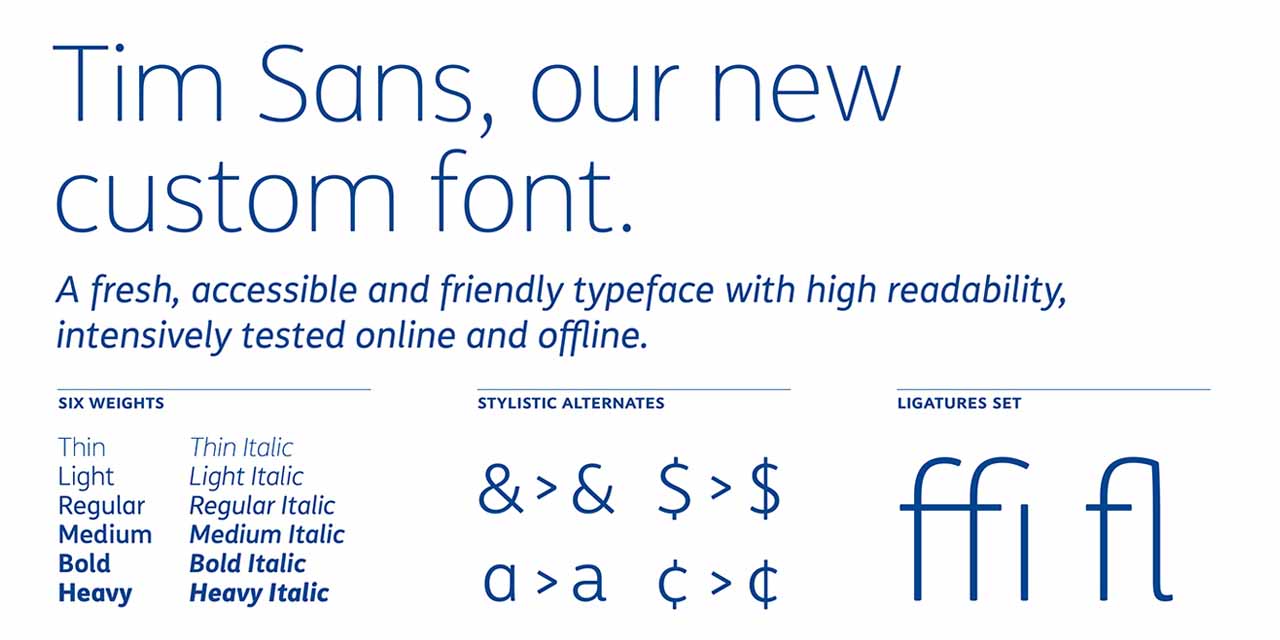 Tim Sans, our new
custom font.
A fresh, accessible and friendly typeface with high readability,
intensively tested online and offline.
SIX WEIGHTS
Thin Thin Italic
Light Light Italic
Regular Regular Italic
Medium Medium Italic
Bold Bold Italic
Heavy Heavy Italic
STYLISTIC ALTERNATES
& > & $ > $
a > a ¢ > ¢
LIGATURES SET
ffi fl